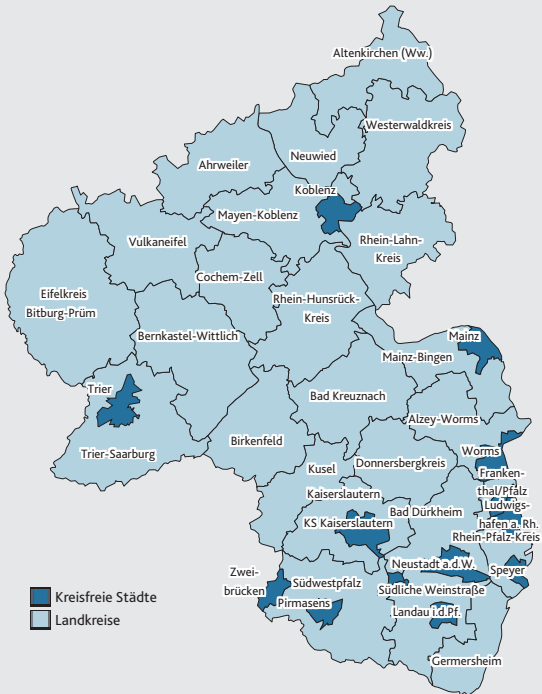 Altenkirchen (Ww.)
Westerwaldkreis
Neuwied
Ahrweiler
Koblenz
Mayen-Koblenz
Rhein-Lahn-
Kreis
Vulkaneifel
Cochem-Zell
Eifelkreis
Bitburg-Prüm
Rhein-Hunsrück-
Kreis
Bernkastel-Wittlich
Mainz
Mainz-Bingen
Trier
Bad Kreuznach
Alzey-Worms
Trier-Saarburg
Birkenfeld
Worms
Donnersbergkreis
Kusel
Franken-
thal/Pfalz
Kaiserslautern
Ludwigs-
hafen a. Rh.
Bad Dürkheim
KS Kaiserslautern
Rhein-Pfalz-Kreis
Neustadt a.d.W.
Speyer
Zwei-
brücken
Südwestpfalz
Südliche Weinstraße
Pirmasens
Landau i.d.Pf.
Germersheim
Kreisfreie Städte
Landkreise